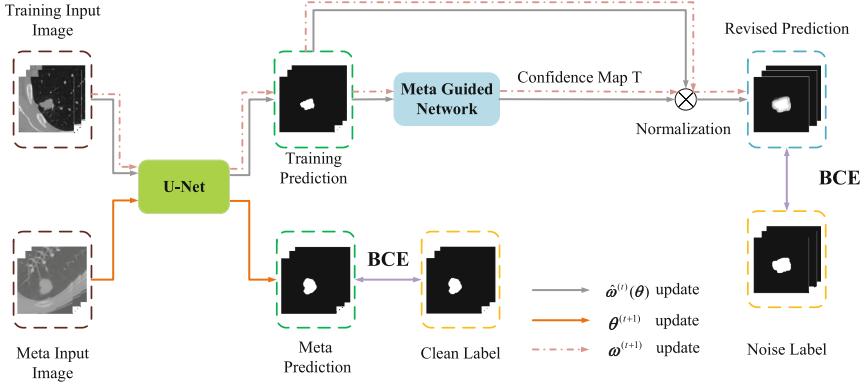 Training Input
Image
Revised Prediction
Meta Guided
Network
Confidence Map T
Normalization
Training
Prediction
U-Net
BCE
BCE
ω̂⁽ᵗ⁾(θ) update
θ⁽ᵗ⁺¹⁾ update
ω⁽ᵗ⁺¹⁾ update
Meta Input
Image
Meta
Prediction
Clean Label
Noise Label